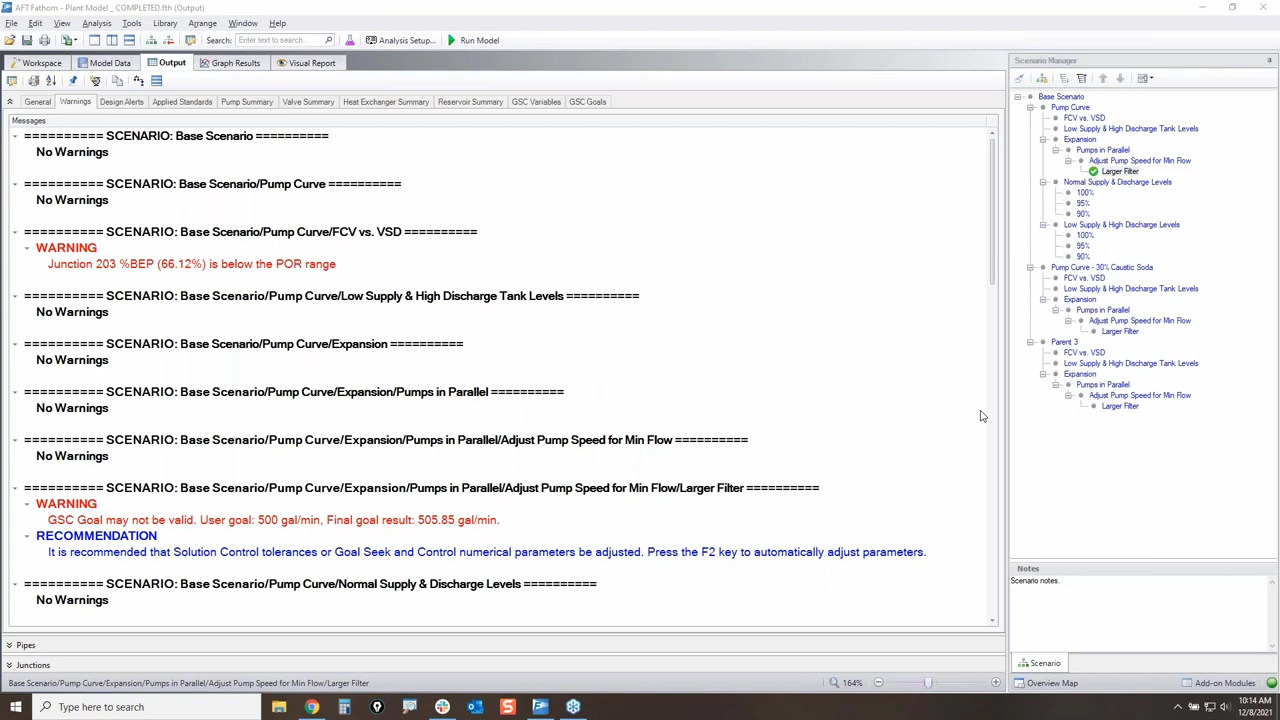 AFT Fathom - Plant Model _ COMPLETED.fth (Output)
File Edit View Analysis Tools Library Arrange Window Help
Search: Enter text to search... Analysis Setup... Run Model
Workspace Model Data Output Graph Results Visual Report
General Warnings Design Alerts Applied Standards Pump Summary Valve Summary Heat Exchanger Summary Reservoir Summary GSC Variables GSC Goals
Messages
========== SCENARIO: Base Scenario ==========
No Warnings
========== SCENARIO: Base Scenario/Pump Curve ==========
No Warnings
========== SCENARIO: Base Scenario/Pump Curve/FCV vs. VSD ==========
WARNING
Junction 203 %BEP (66.12%) is below the POR range
========== SCENARIO: Base Scenario/Pump Curve/Low Supply & High Discharge Tank Levels ==========
No Warnings
========== SCENARIO: Base Scenario/Pump Curve/Expansion ==========
No Warnings
========== SCENARIO: Base Scenario/Pump Curve/Expansion/Pumps in Parallel ==========
No Warnings
========== SCENARIO: Base Scenario/Pump Curve/Expansion/Pumps in Parallel/Adjust Pump Speed for Min Flow ==========
No Warnings
========== SCENARIO: Base Scenario/Pump Curve/Expansion/Pumps in Parallel/Adjust Pump Speed for Min Flow/Larger Filter ==========
WARNING
GSC Goal may not be valid. User goal: 500 gal/min, Final goal result: 505.85 gal/min.
RECOMMENDATION
It is recommended that Solution Control tolerances or Goal Seek and Control numerical parameters be adjusted. Press the F2 key to automatically adjust parameters.
========== SCENARIO: Base Scenario/Pump Curve/Normal Supply & Discharge Levels ==========
No Warnings
Pipes
Junctions
Base Scenario/Pump Curve/Expansion/Pumps in Parallel/Adjust Pump Speed for Min Flow/Larger Filter
164%
Scenario Manager
Base Scenario
Pump Curve
FCV vs. VSD
Low Supply & High Discharge Tank Levels
Expansion
Pumps in Parallel
Adjust Pump Speed for Min Flow
Larger Filter
Normal Supply & Discharge Levels
100%
95%
90%
Low Supply & High Discharge Levels
100%
95%
90%
Pump Curve - 30% Caustic Soda
FCV vs. VSD
Low Supply & High Discharge Tank Levels
Expansion
Pumps in Parallel
Adjust Pump Speed for Min Flow
Larger Filter
Parent 3
FCV vs. VSD
Low Supply & High Discharge Tank Levels
Expansion
Pumps in Parallel
Adjust Pump Speed for Min Flow
Larger Filter
Notes
Scenario notes.
Scenario
Overview Map Add-on Modules
Type here to search
10:14 AM
12/8/2021